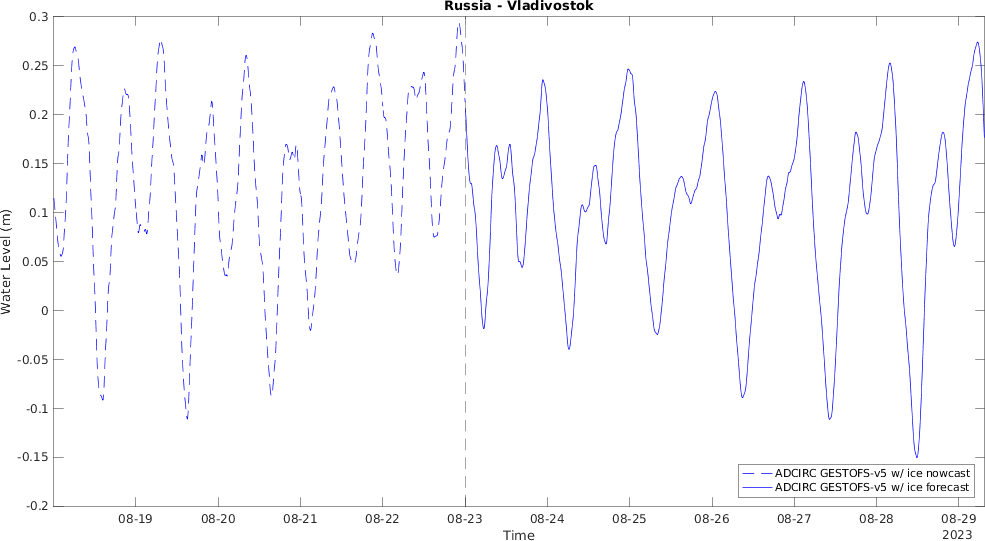 Russia - Vladivostok
Water Level (m)
0.3
0.25
0.2
0.15
0.1
0.05
0
-0.05
-0.1
-0.15
-0.2
ADCIRC GESTOFS-v5 w/ ice nowcast
ADCIRC GESTOFS-v5 w/ ice forecast
08-19 08-20 08-21 08-22 08-23 08-24 08-25 08-26 08-27 08-28 08-29
Time 2023